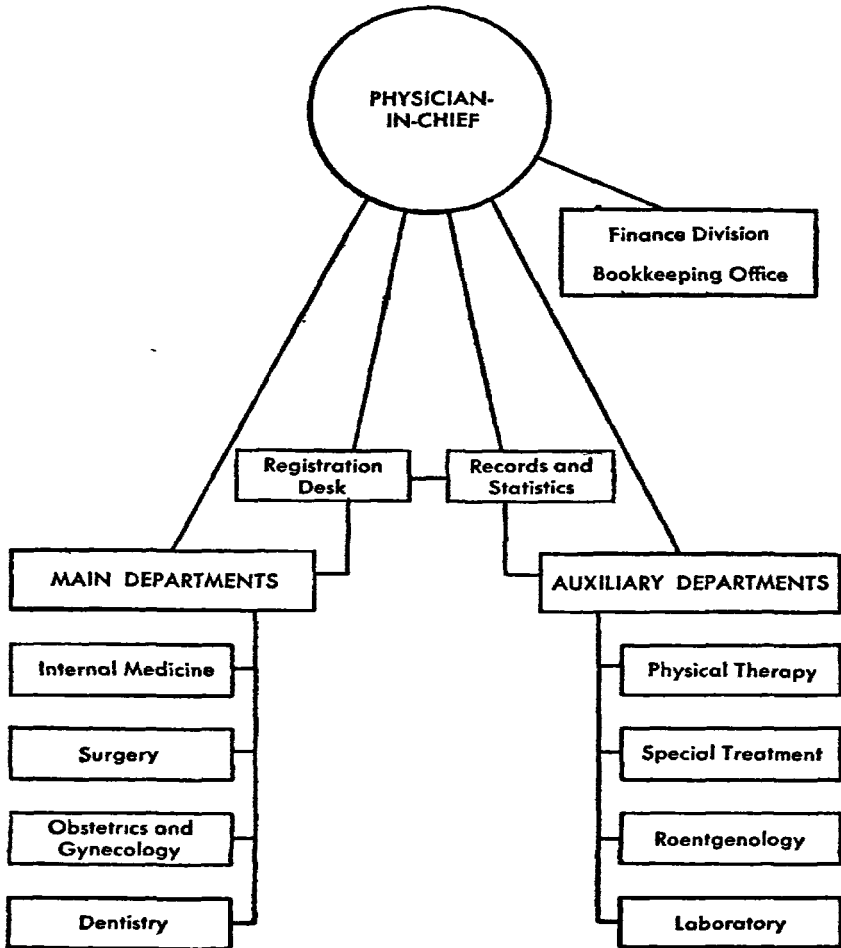 PHYSICIAN-
IN-CHIEF
Finance Division
Bookkeeping Office
Registration
Desk
Records and
Statistics
MAIN DEPARTMENTS
AUXILIARY DEPARTMENTS
Internal Medicine
Physical Therapy
Surgery
Special Treatment
Obstetrics and
Gynecology
Roentgenology
Dentistry
Laboratory